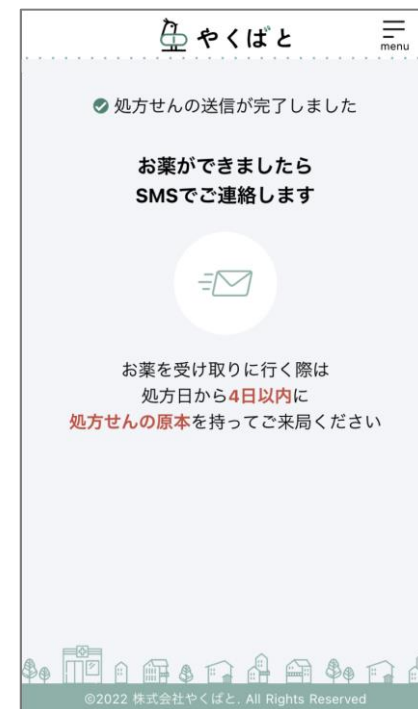 やくばと
menu
処方せんの送信が完了しました
お薬ができましたら
SMSでご連絡します
お薬を受け取りに行く際は
処方日から4日以内に
処方せんの原本を持ってご来局ください
©2022 株式会社やくばと. All Rights Reserved